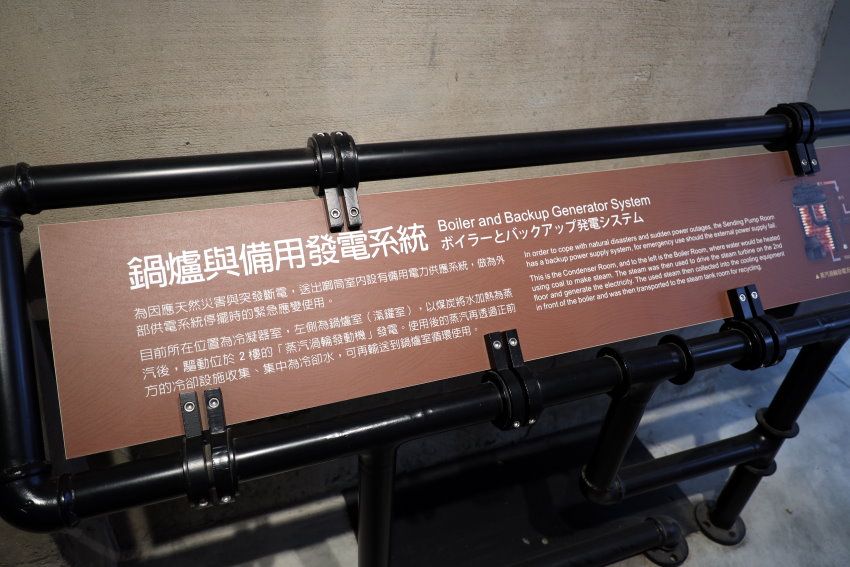 鍋爐與備用發電系統
Boiler and Backup Generator System
ボイラーとバックアップ発電システム
為因應天然災害與突發斷電，送出唧筒室內設有備用電力供應系統，做為外
部供電系統停擺時的緊急應變使用。
目前所在位置為冷凝器室，左側為鍋爐室（滊鑵室），以煤炭將水加熱為蒸
汽後，驅動位於 2 樓的「蒸汽渦輪發動機」發電。使用後的蒸汽再透過正前
方的冷卻設施收集、集中為冷卻水，可再輸送到鍋爐室循環使用。
In order to cope with natural disasters and sudden power outages, the Sending Pump Room
has a backup power supply system, for emergency use should the external power supply fail.
This is the Condenser Room, and to the left is the Boiler Room, where water would be heated
using coal to make steam. The steam was then used to drive the steam turbine on the 2nd
floor and generate the electricity. The used steam then collected into the cooling equipment
in front of the boiler and was then transported to the steam tank room for recycling.